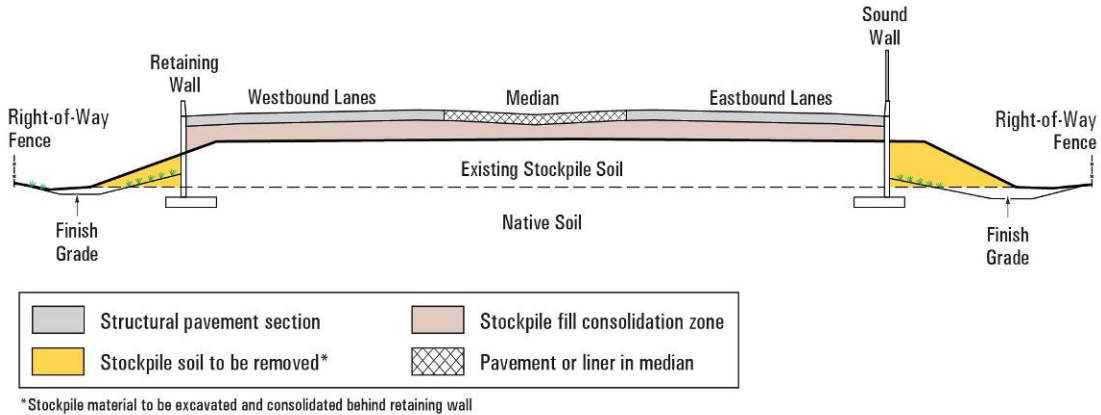 Sound
Wall
Retaining
Wall
Westbound Lanes
Median
Eastbound Lanes
Right-of-Way
Fence
Right-of-Way
Fence
Existing Stockpile Soil
Native Soil
Finish
Grade
Finish
Grade
Structural pavement section
Stockpile fill consolidation zone
Stockpile soil to be removed*
Pavement or liner in median
*Stockpile material to be excavated and consolidated behind retaining wall